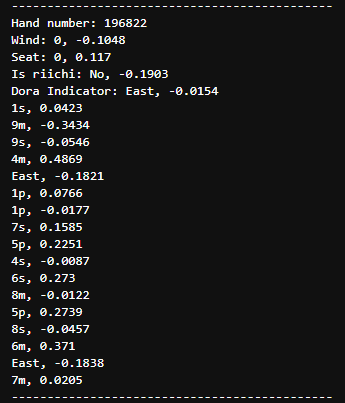 ---------------------------------------------
Hand number: 196822
Wind: 0, -0.1048
Seat: 0, 0.117
Is riichi: No, -0.1903
Dora Indicator: East, -0.0154
1s, 0.0423
9m, -0.3434
9s, -0.0546
4m, 0.4869
East, -0.1821
1p, 0.0766
1p, -0.0177
7s, 0.1585
5p, 0.2251
4s, -0.0087
6s, 0.273
8m, -0.0122
5p, 0.2739
8s, -0.0457
6m, 0.371
East, -0.1838
7m, 0.0205
---------------------------------------------